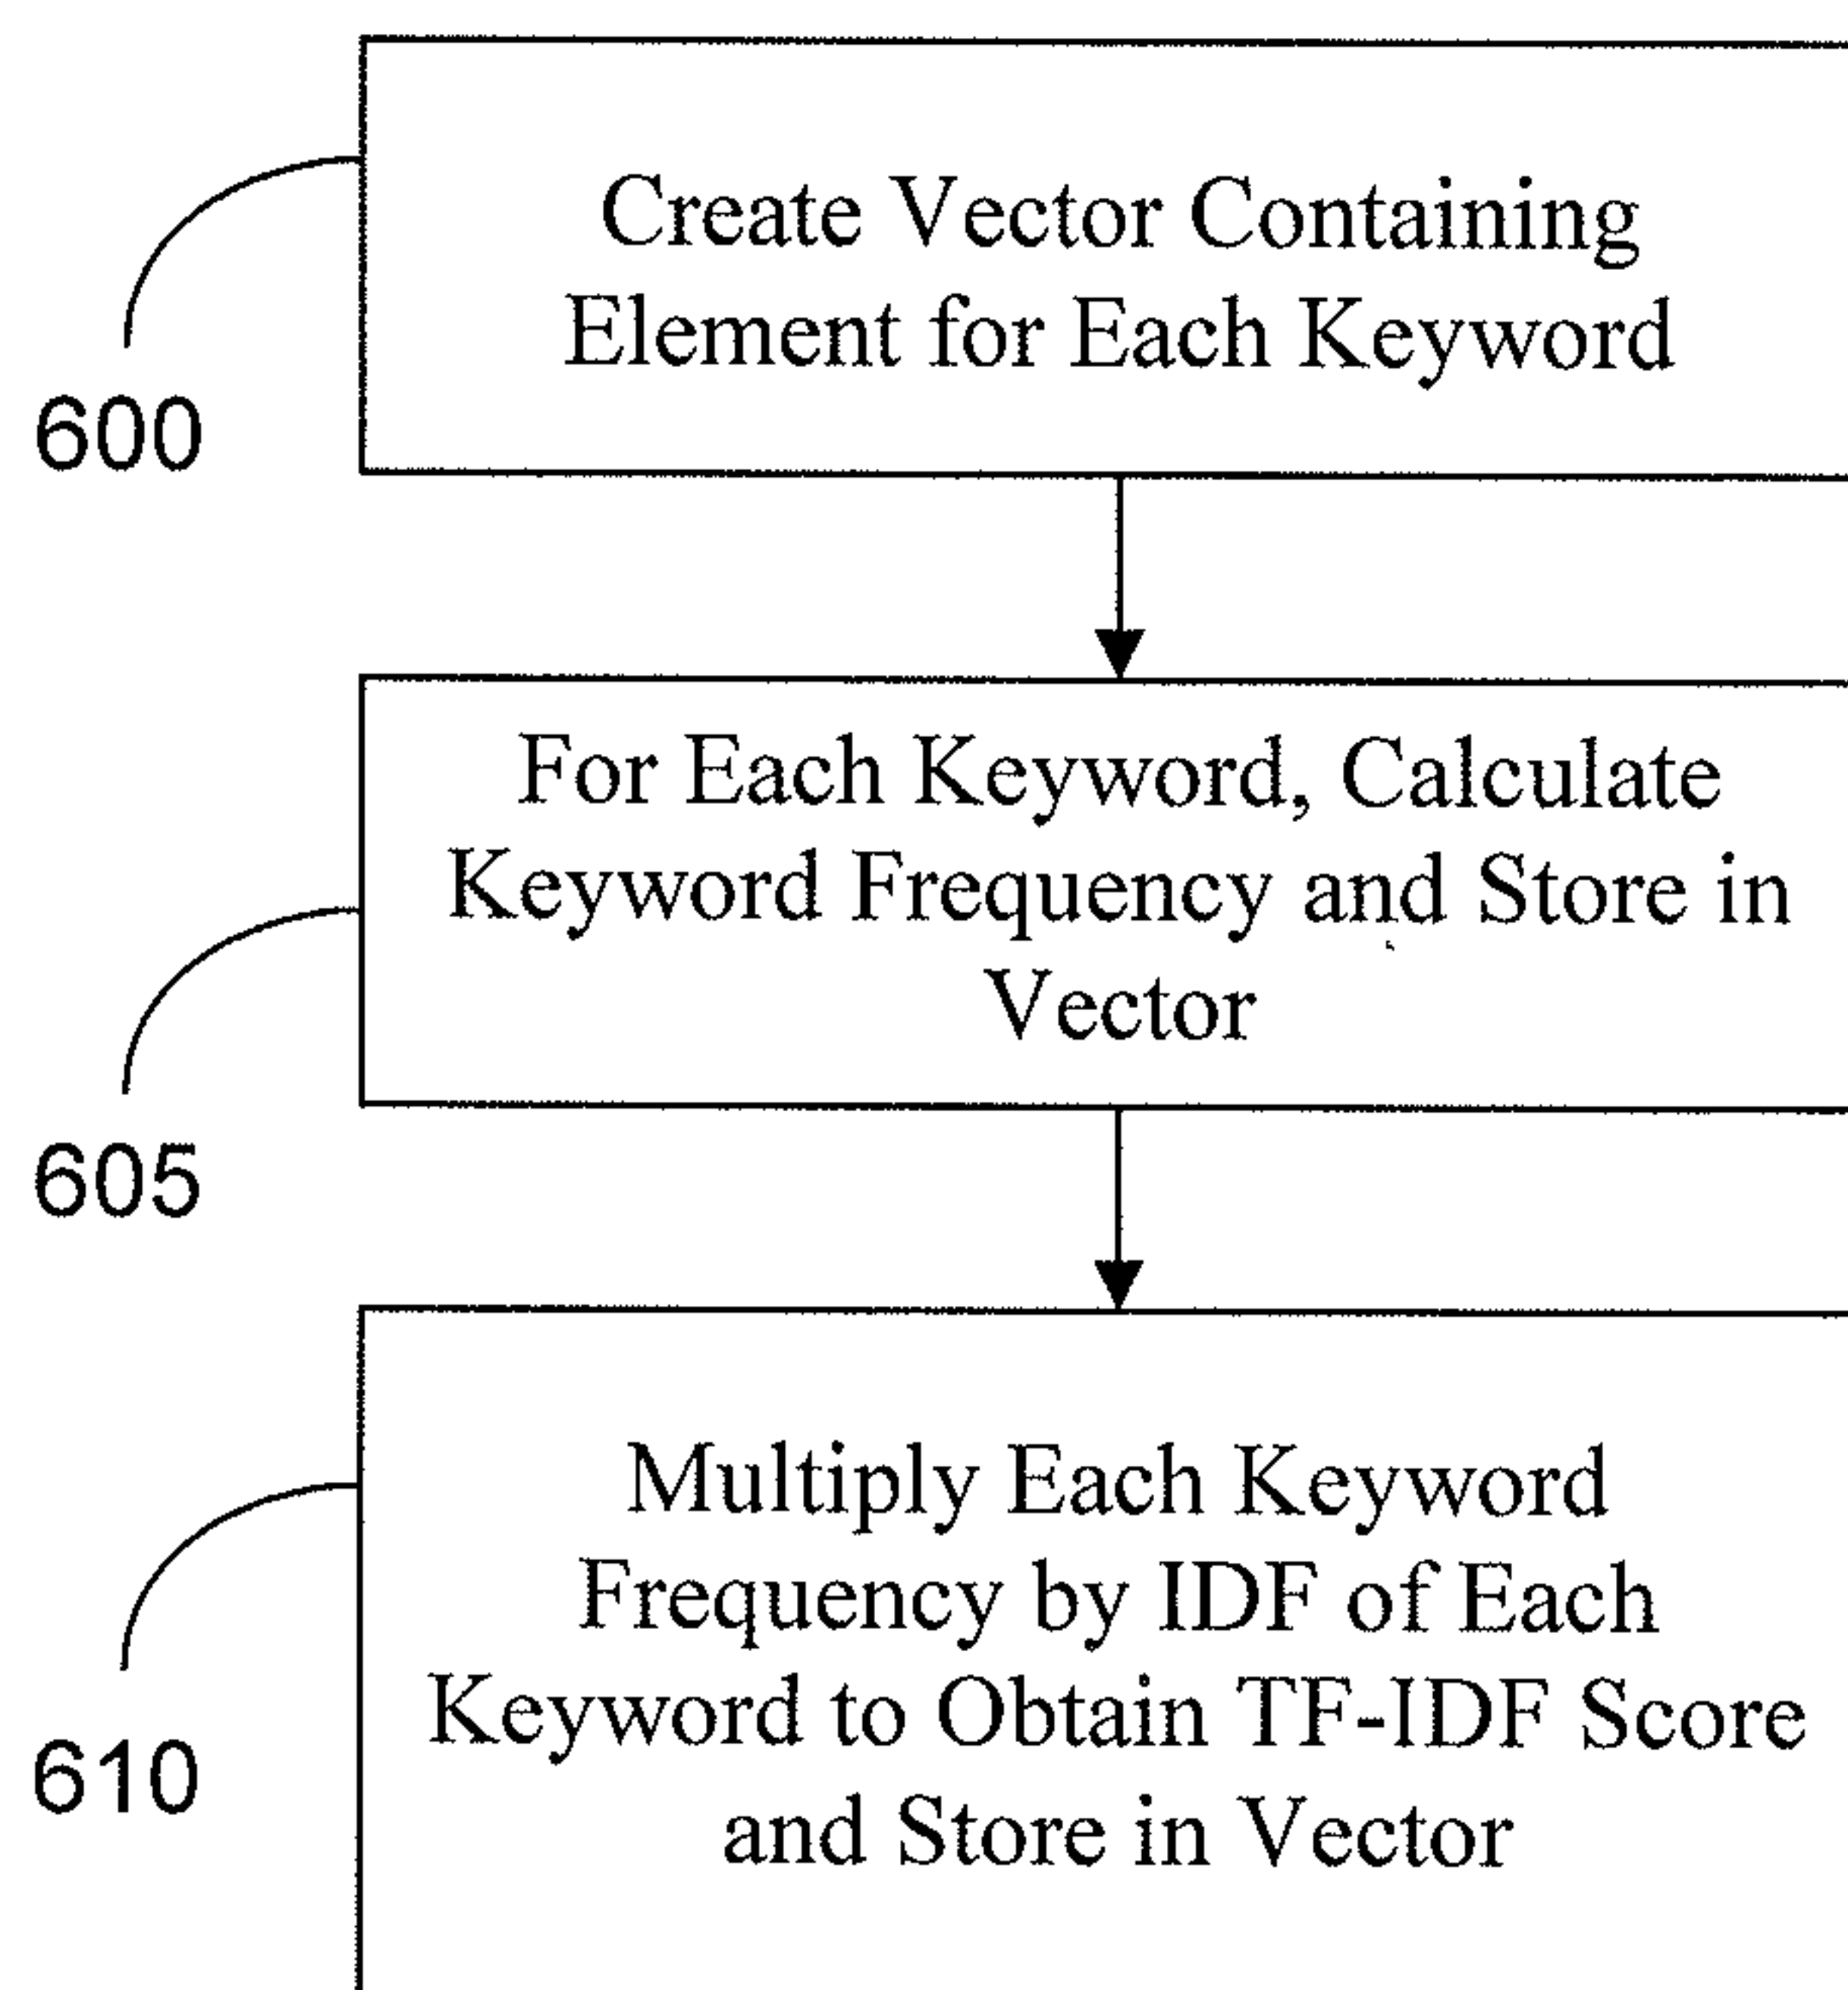 Create Vector Containing
Element for Each Keyword
600
For Each Keyword, Calculate
Keyword Frequency and Store in
Vector
605
Multiply Each Keyword
Frequency by IDF of Each
Keyword to Obtain TF-IDF Score
and Store in Vector
610